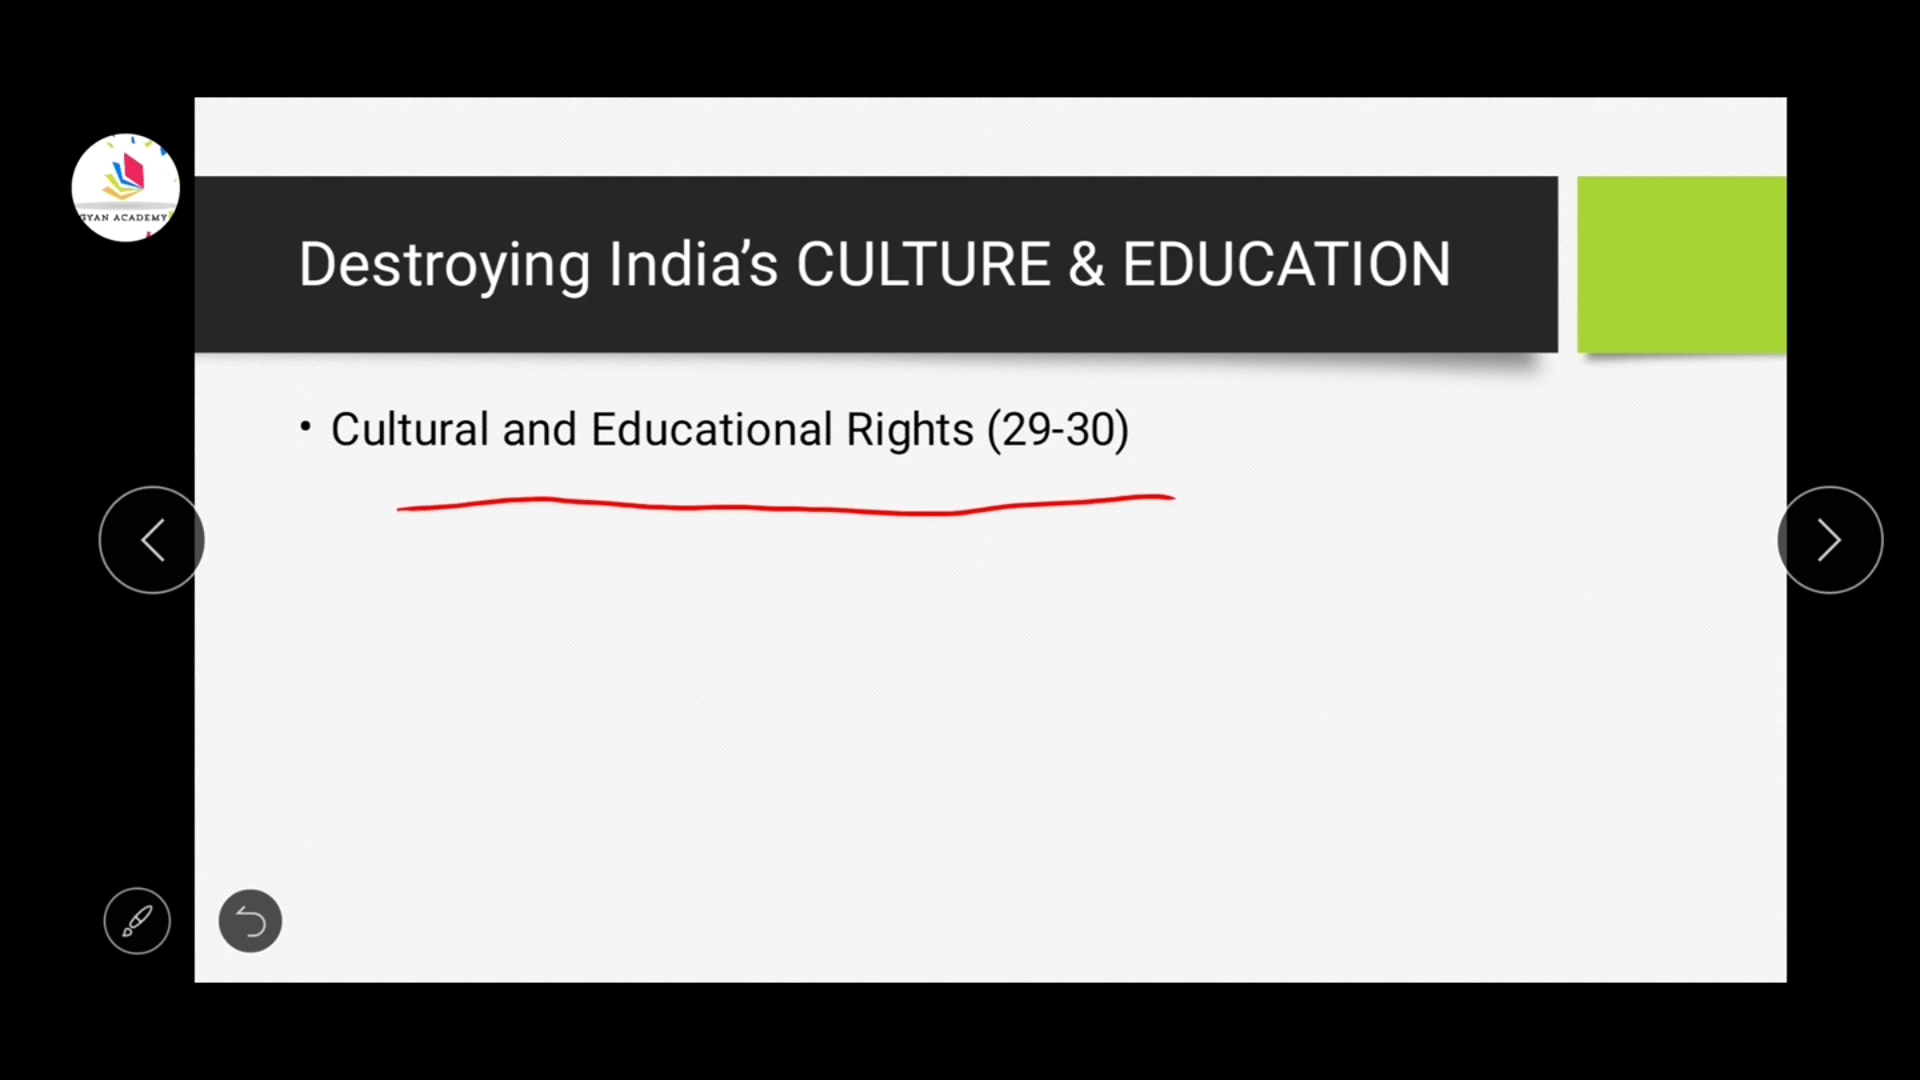 GYAN ACADEMY
Destroying India’s CULTURE & EDUCATION
• Cultural and Educational Rights (29-30)